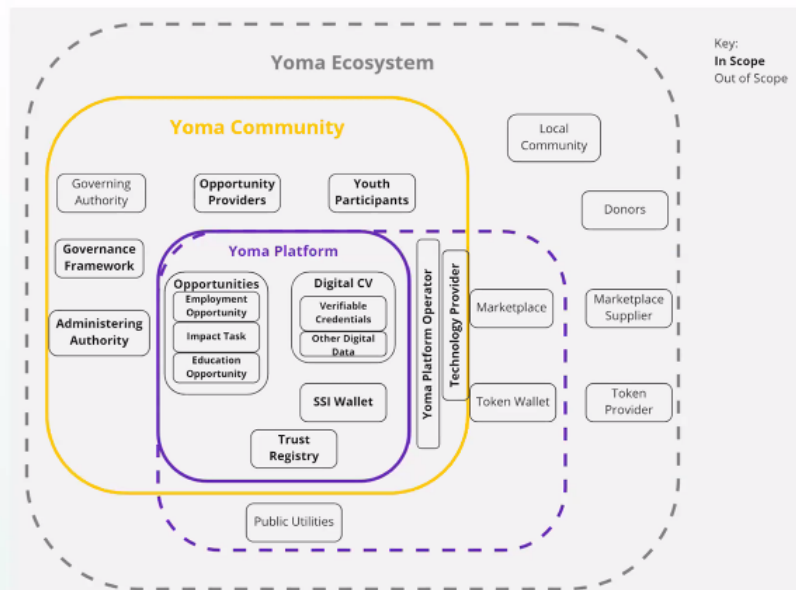 Key:
In Scope
Out of Scope
Yoma Ecosystem
Yoma Community
Local
Community
Governing
Authority
Opportunity
Providers
Youth
Participants
Donors
Governance
Framework
Yoma Platform
Opportunities
Employment
Opportunity
Impact Task
Education
Opportunity
Digital CV
Verifiable
Credentials
Other Digital
Data
Yoma Platform Operator
Technology Provider
Marketplace
Marketplace
Supplier
Administering
Authority
SSI Wallet
Token Wallet
Token
Provider
Trust
Registry
Public Utilities